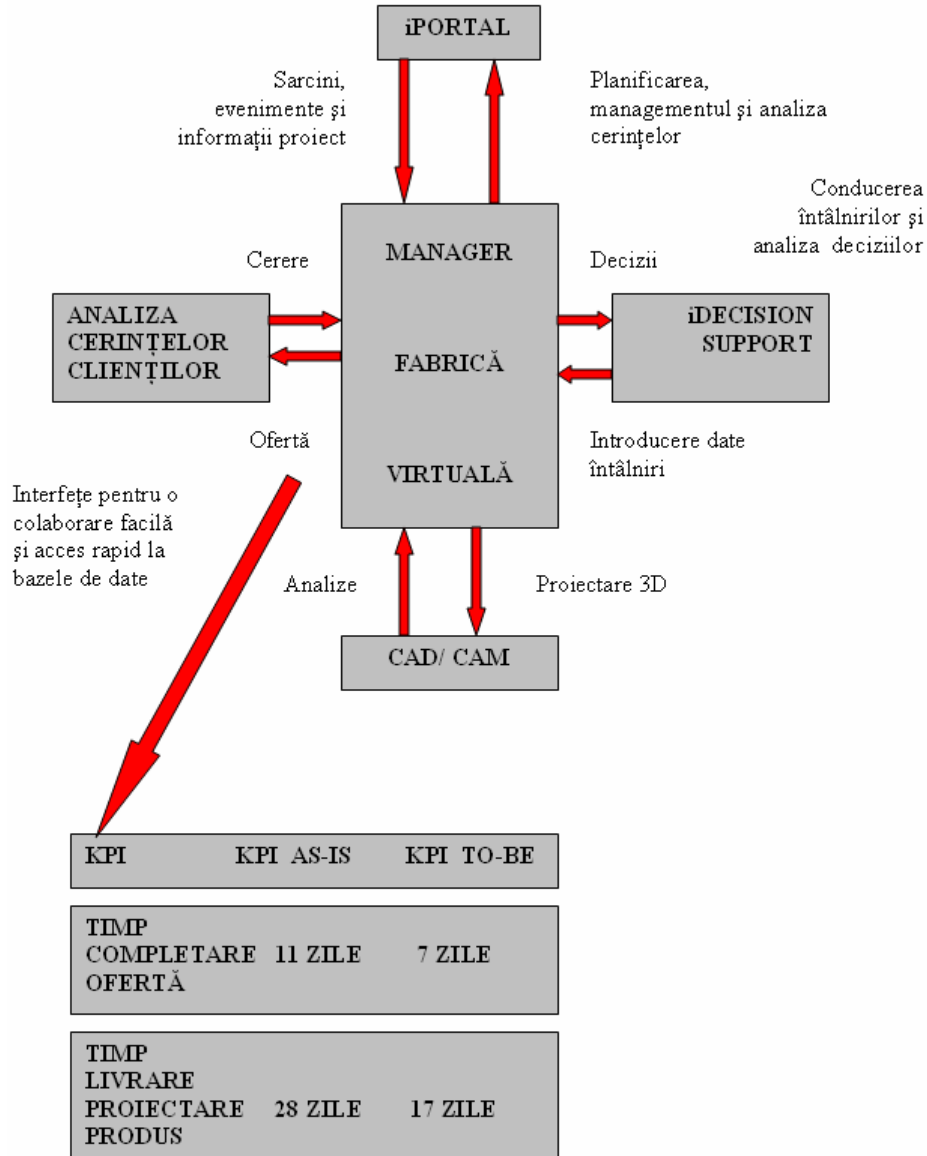 iPORTAL
Sarcini,
evenimente şi
informaţii proiect
Planificarea,
managementul şi analiza
cerinţelor
Conducerea
întâlnirilor şi
analiza deciziilor
Cerere
MANAGER
FABRICĂ
VIRTUALĂ
Decizii
ANALIZA
CERINŢELOR
CLIENŢILOR
iDECISION
SUPPORT
Ofertă
Introducere date
întâlniri
Interfeţe pentru o
colaborare facilă
şi acces rapid la
bazele de date
Analize
Proiectare 3D
CAD/ CAM
KPI KPI AS-IS KPI TO-BE
TIMP
COMPLETARE 11 ZILE 7 ZILE
OFERTĂ
TIMP
LIVRARE
PROIECTARE 28 ZILE 17 ZILE
PRODUS